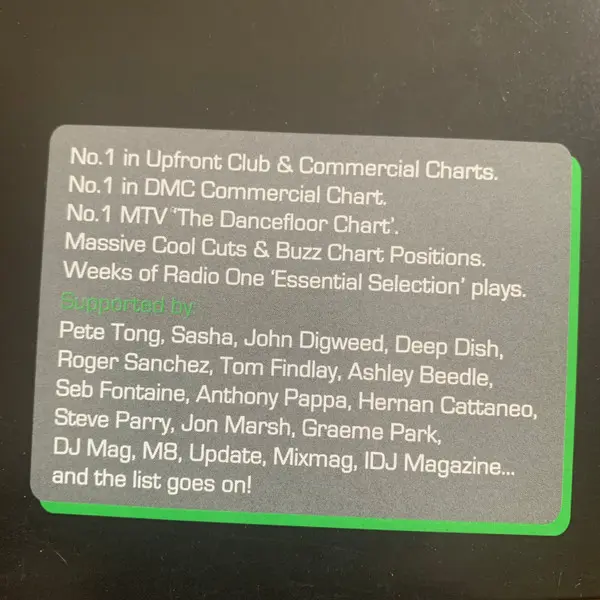 No.1 in Upfront Club & Commercial Charts.
No.1 in DMC Commercial Chart.
No.1 MTV 'The Dancefloor Chart'.
Massive Cool Cuts & Buzz Chart Positions.
Weeks of Radio One 'Essential Selection' plays.
Supported by:
Pete Tong, Sasha, John Digweed, Deep Dish,
Roger Sanchez, Tom Findlay, Ashley Beedle,
Seb Fontaine, Anthony Pappa, Hernan Cattaneo,
Steve Parry, Jon Marsh, Graeme Park,
DJ Mag, M8, Update, Mixmag, IDJ Magazine...
and the list goes on!